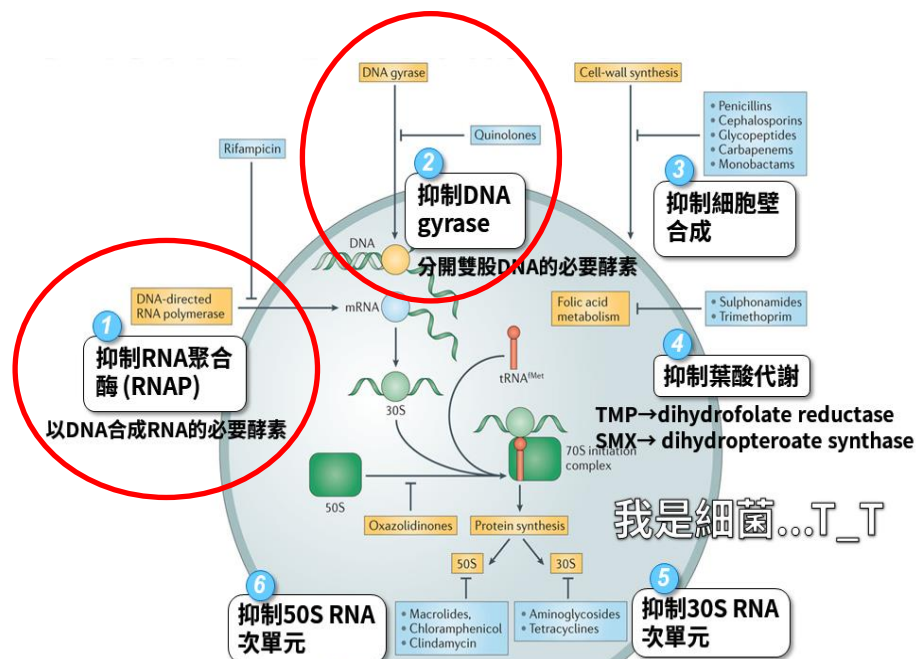 DNA gyrase
Cell-wall synthesis
Quinolones
• Penicillins
• Cephalosporins
• Glycopeptides
• Carbapenems
• Monobactams
Rifampicin
2
抑制DNA
gyrase
3
抑制細胞壁
合成
DNA
分開雙股DNA的必要酵素
DNA-directed
RNA polymerase
mRNA
Folic acid
metabolism
• Sulphonamides
• Trimethoprim
1
抑制RNA聚合
酶 (RNAP)
以DNA合成RNA的必要酵素
4
抑制葉酸代謝
TMP→dihydrofolate reductase
SMX→ dihydropteroate synthase
tRNAfMet
30S
70S initiation
complex
50S
我是細菌...T_T
Oxazolidinones
Protein synthesis
50S
30S
6
抑制50S RNA
次單元
• Macrolides,
• Chloramphenicol
• Clindamycin
• Aminoglycosides
• Tetracyclines
5
抑制30S RNA
次單元